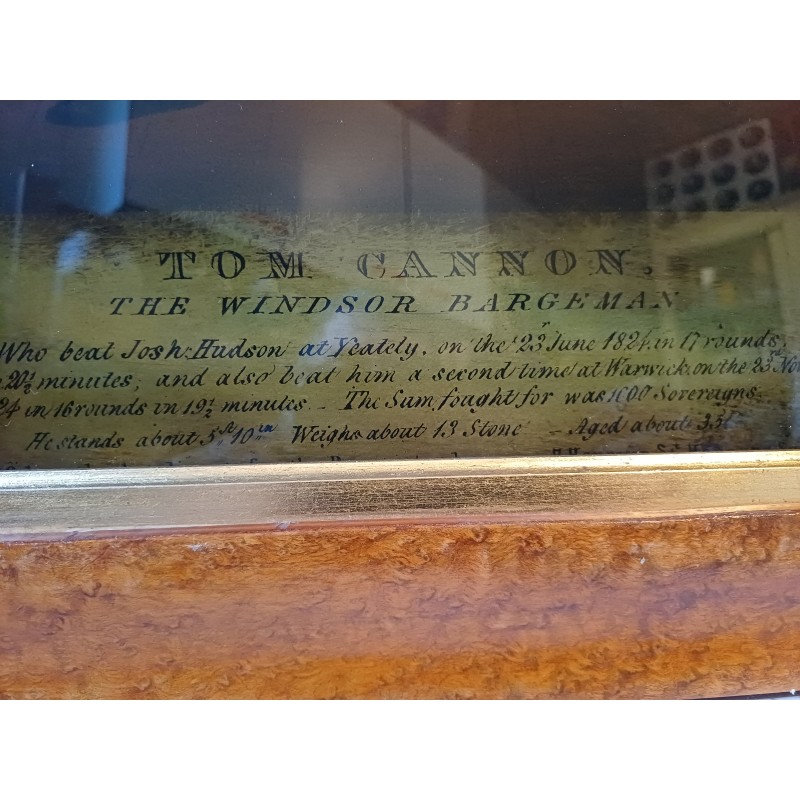 TOM CANNON.
THE WINDSOR BARGEMAN
Who beat Josh. Hudson at Yeately, on the 23d June 1824, in 17 rounds,
20½ minutes; and also beat him a second time at Warwick, on the 23rd Nov
24 in 16 rounds in 19½ minutes. _ The Sum fought for was 1000 Sovereigns.
He stands about 5ft 10in Weighs about 13 Stone _ Aged about 35